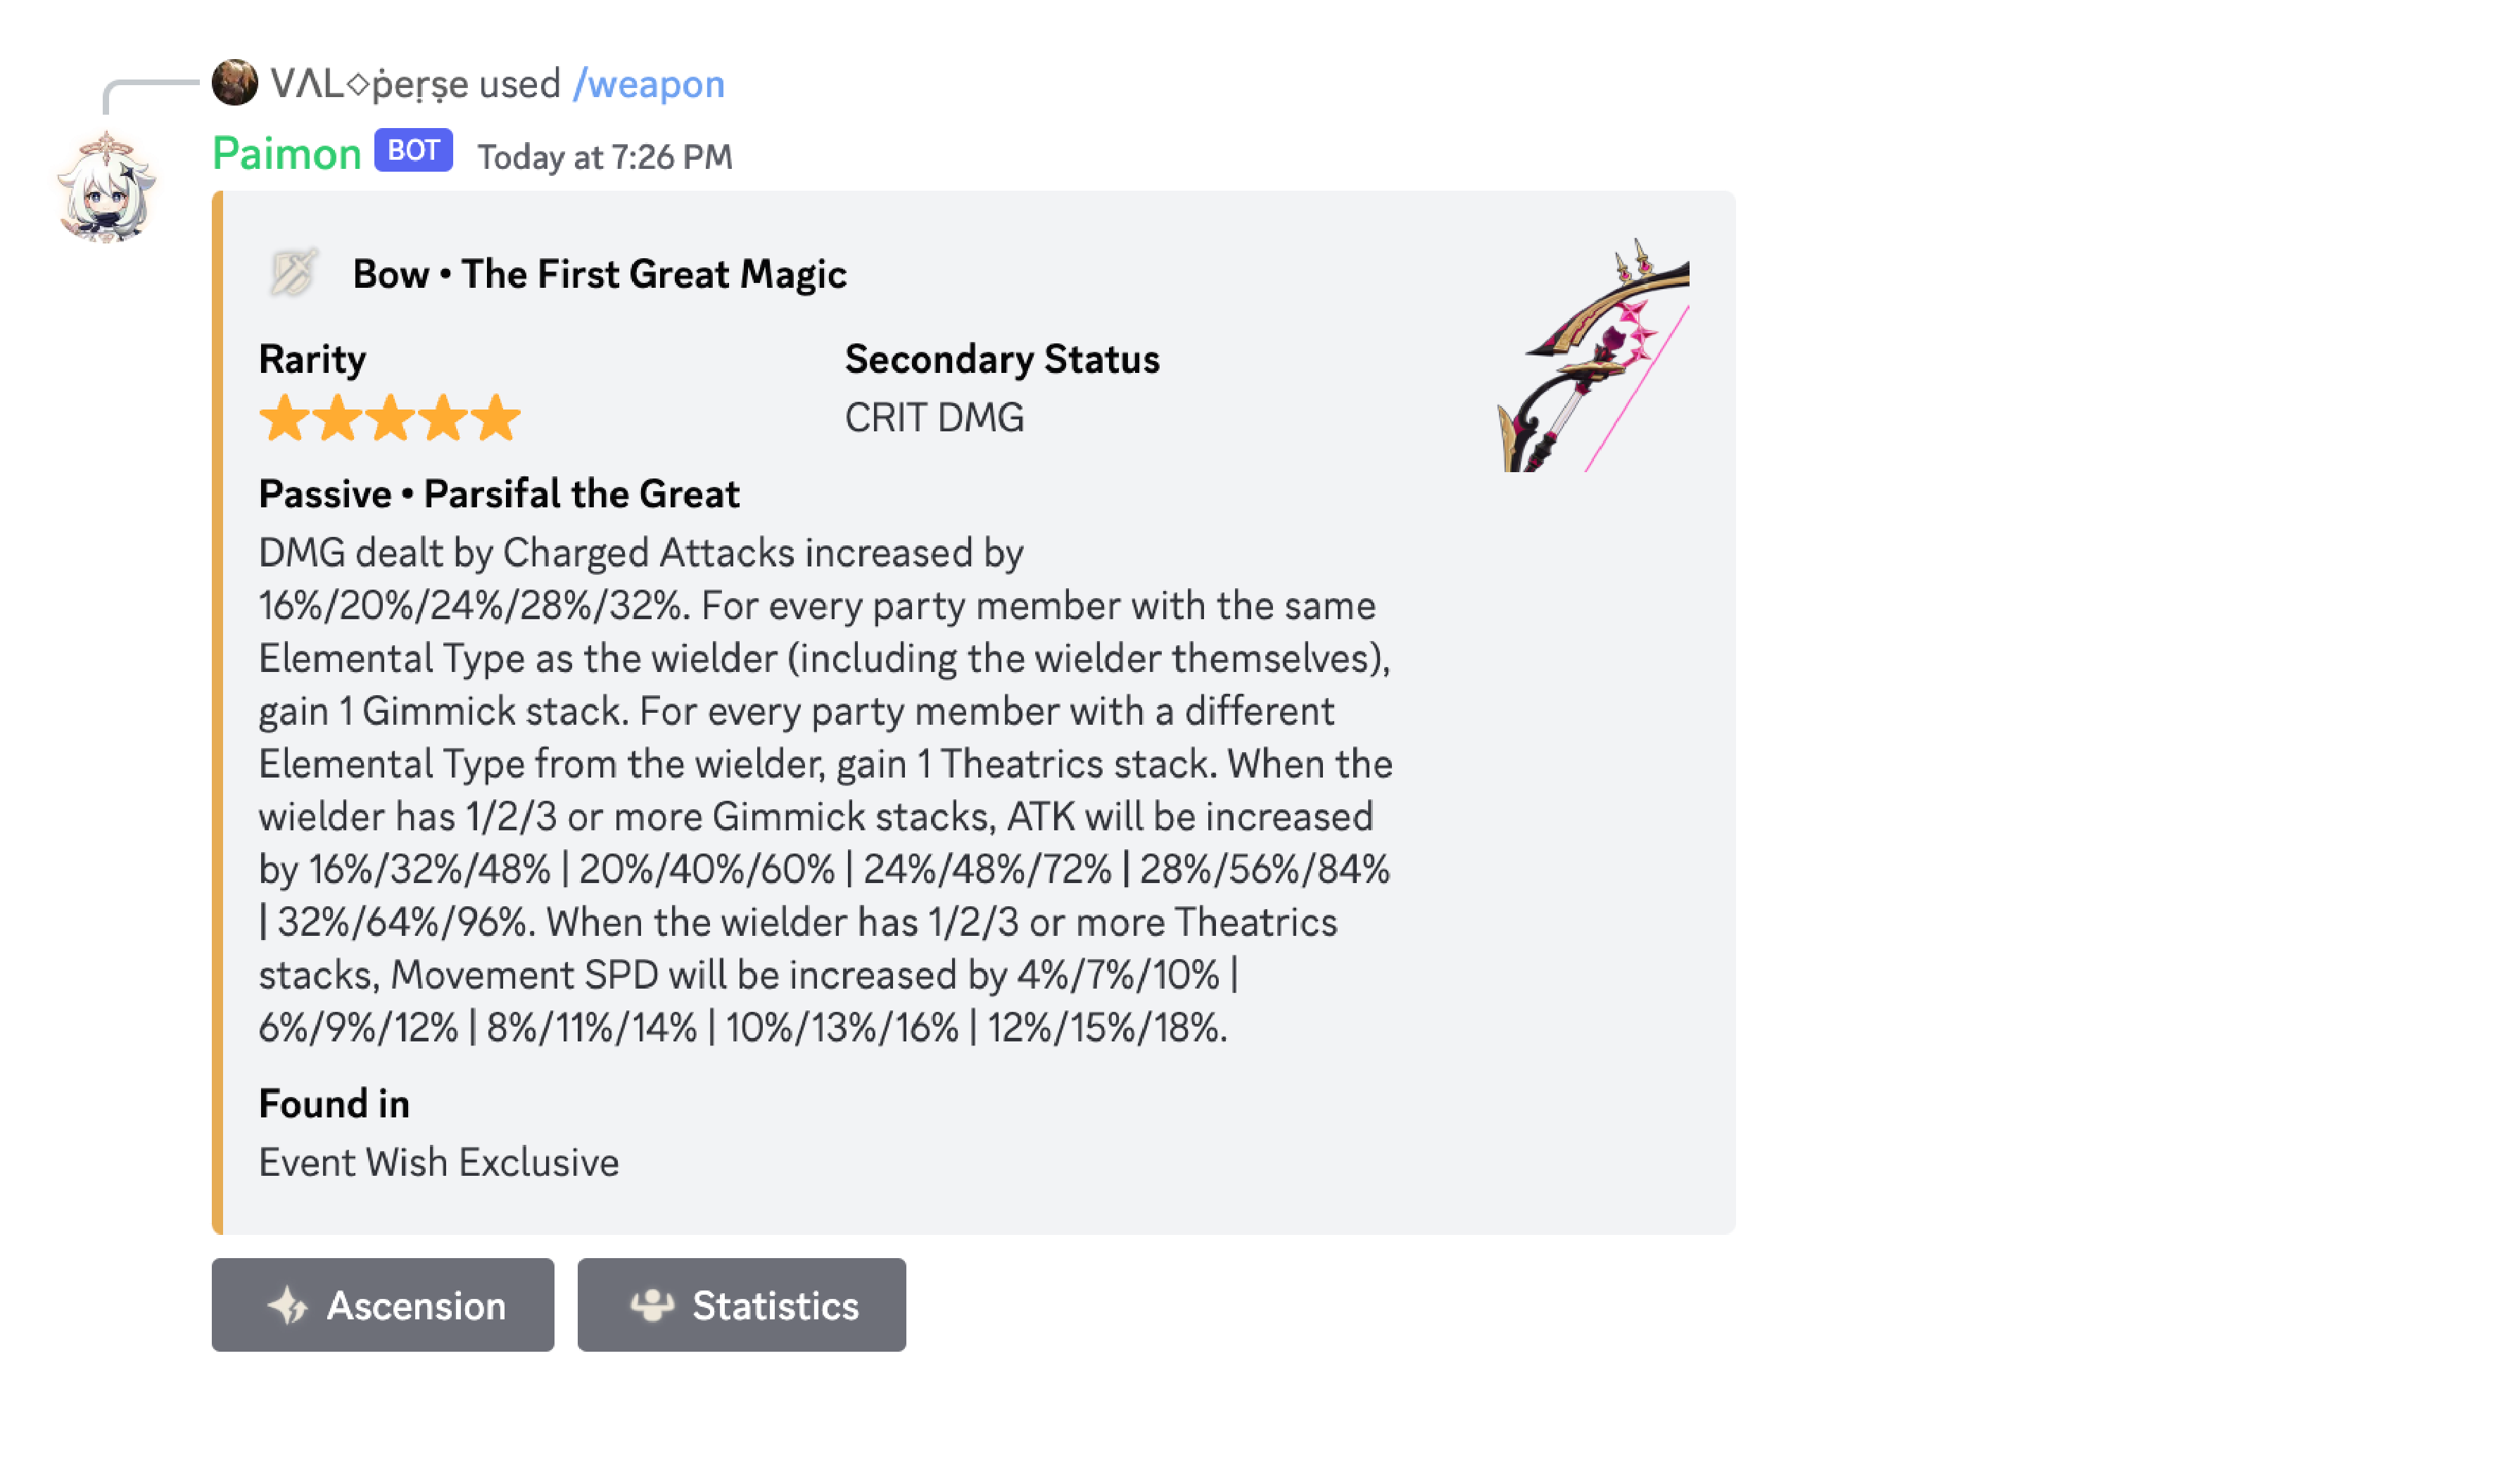 VΛL◇ṗeṛṣe used /weapon
Paimon BOT Today at 7:26 PM
Bow • The First Great Magic
Rarity Secondary Status
CRIT DMG
Passive • Parsifal the Great
DMG dealt by Charged Attacks increased by
16%/20%/24%/28%/32%. For every party member with the same
Elemental Type as the wielder (including the wielder themselves),
gain 1 Gimmick stack. For every party member with a different
Elemental Type from the wielder, gain 1 Theatrics stack. When the
wielder has 1/2/3 or more Gimmick stacks, ATK will be increased
by 16%/32%/48% | 20%/40%/60% | 24%/48%/72% | 28%/56%/84%
| 32%/64%/96%. When the wielder has 1/2/3 or more Theatrics
stacks, Movement SPD will be increased by 4%/7%/10% |
6%/9%/12% | 8%/11%/14% | 10%/13%/16% | 12%/15%/18%.
Found in
Event Wish Exclusive
Ascension Statistics